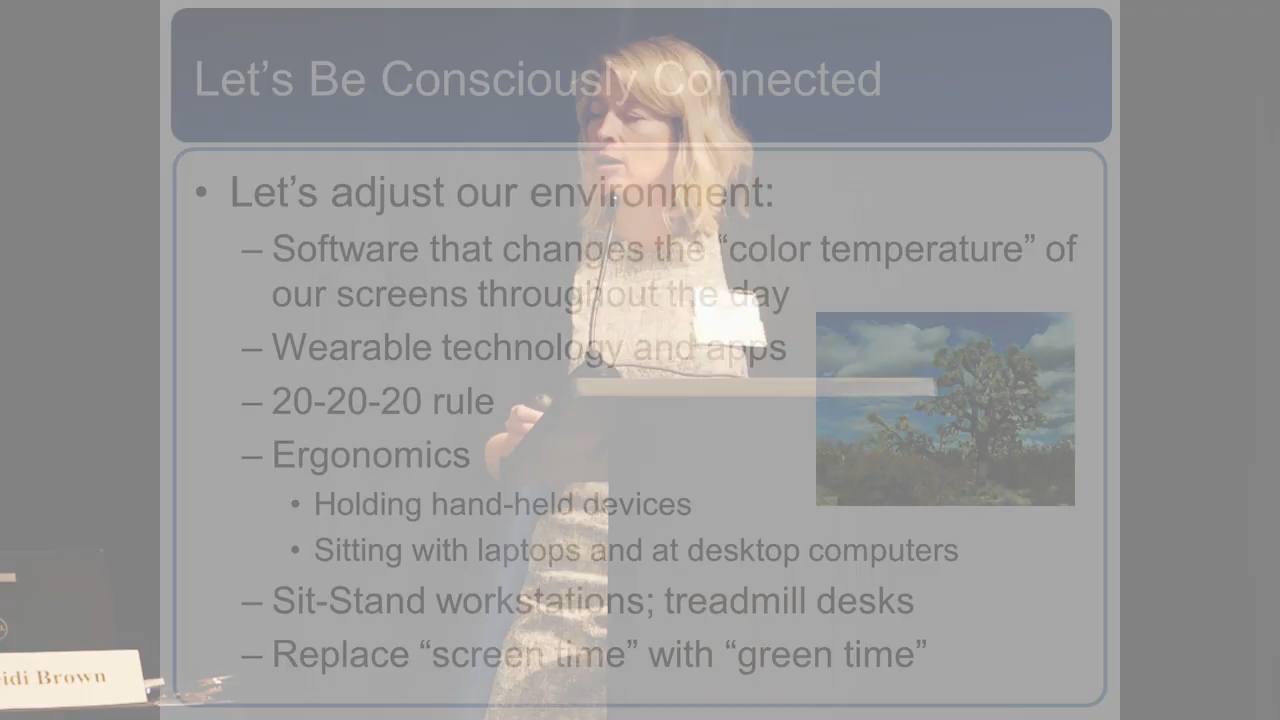 Let’s Be Consciously Connected
• Let’s adjust our environment:
– Software that changes the “color temperature” of
our screens throughout the day
– Wearable technology and apps
– 20-20-20 rule
– Ergonomics
• Holding hand-held devices
• Sitting with laptops and at desktop computers
– Sit-Stand workstations; treadmill desks
– Replace “screen time” with “green time”
idi Brown